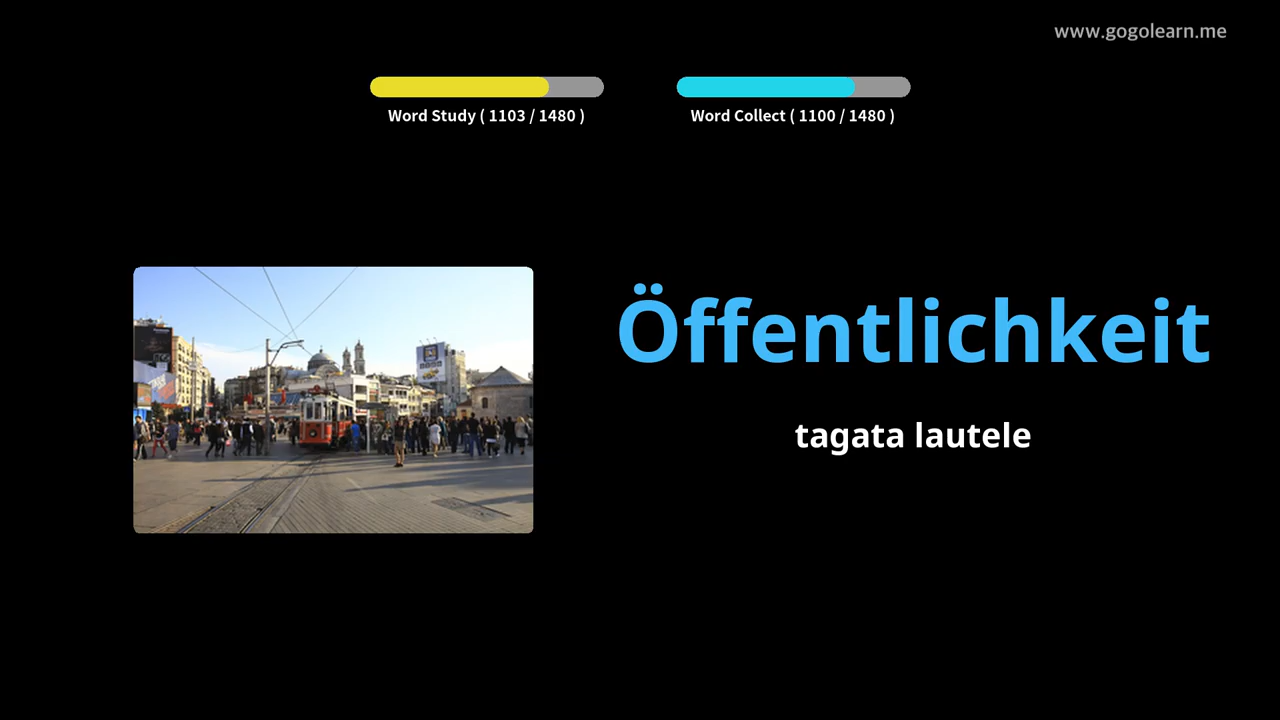 www.gogolearn.me
Word Study ( 1103 / 1480 )
Word Collect ( 1100 / 1480 )
Öffentlichkeit
tagata lautele